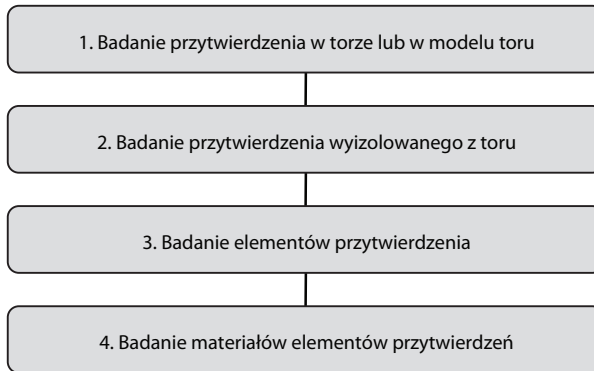 1. Badanie przytwierdzenia w torze lub w modelu toru
2. Badanie przytwierdzenia wyizolowanego z toru
3. Badanie elementów przytwierdzenia
4. Badanie materiałów elementów przytwierdzeń